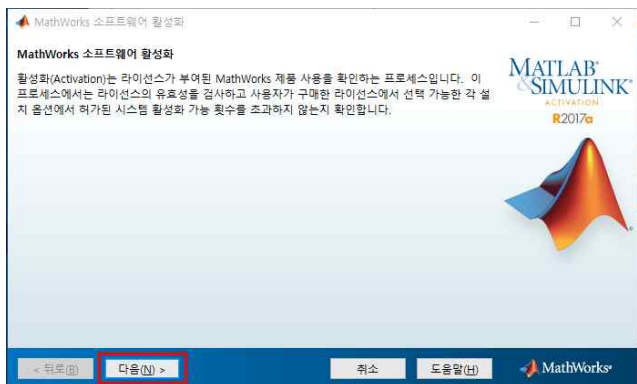 MathWorks 소프트웨어 활성화
MathWorks 소프트웨어 활성화
활성화(Activation)는 라이선스가 부여된 MathWorks 제품 사용을 확인하는 프로세스입니다. 이
프로세스에서는 라이선스의 유효성을 검사하고 사용자가 구매한 라이선스에서 선택 가능한 각 설
치 옵션에서 허가된 시스템 활성화 가능 횟수를 초과하지 않는지 확인합니다.
MATLAB®
&SIMULINK®
ACTIVATION
R2017a
< 뒤로(B)
다음(N) >
취소
도움말(H)
MathWorks®